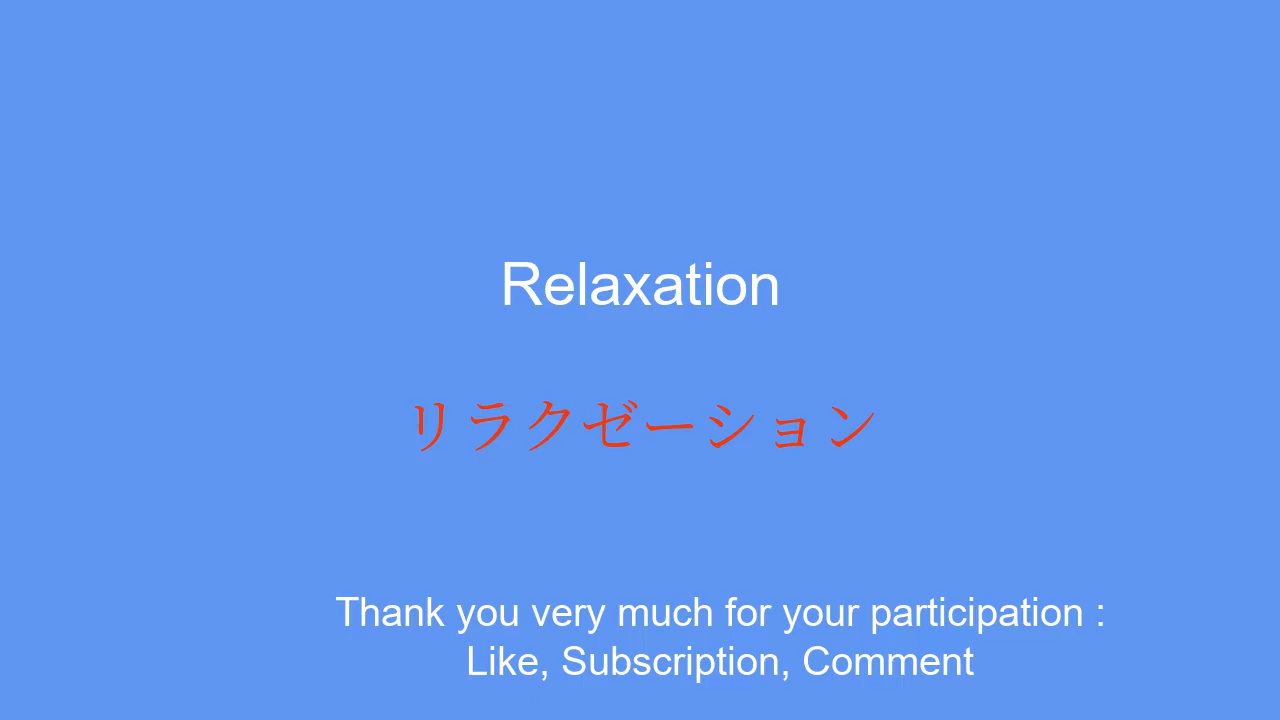 Relaxation
リラクゼーション
Thank you very much for your participation :
Like, Subscription, Comment